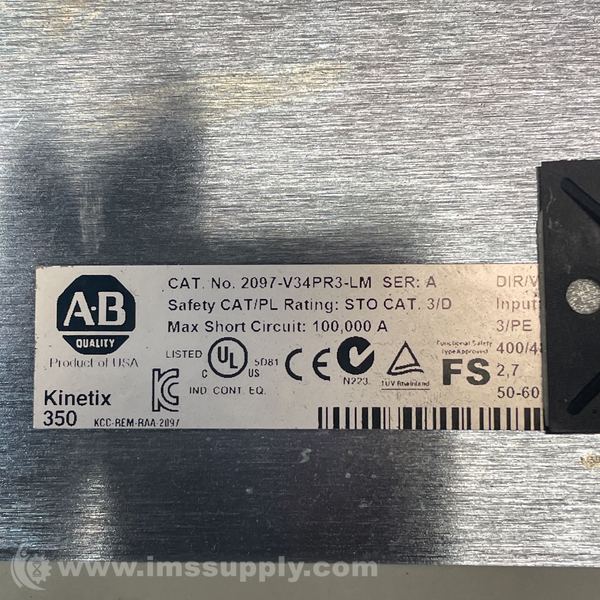 CAT. No. 2097-V34PR3-LM SER: A
Safety CAT/PL Rating: STO CAT. 3/D
Max Short Circuit: 100,000 A
A-B
QUALITY
Product of USA
Kinetix
350
LISTED
C UL US
5D81
IND CONT. EQ.
KCC-REM-RAA-2097
N223
TÜV Rheinland
Functional Safety
Type Approved
FS
DIR/V
Input
3/PE
400/48
2,7
50-60
www.imssupply.com